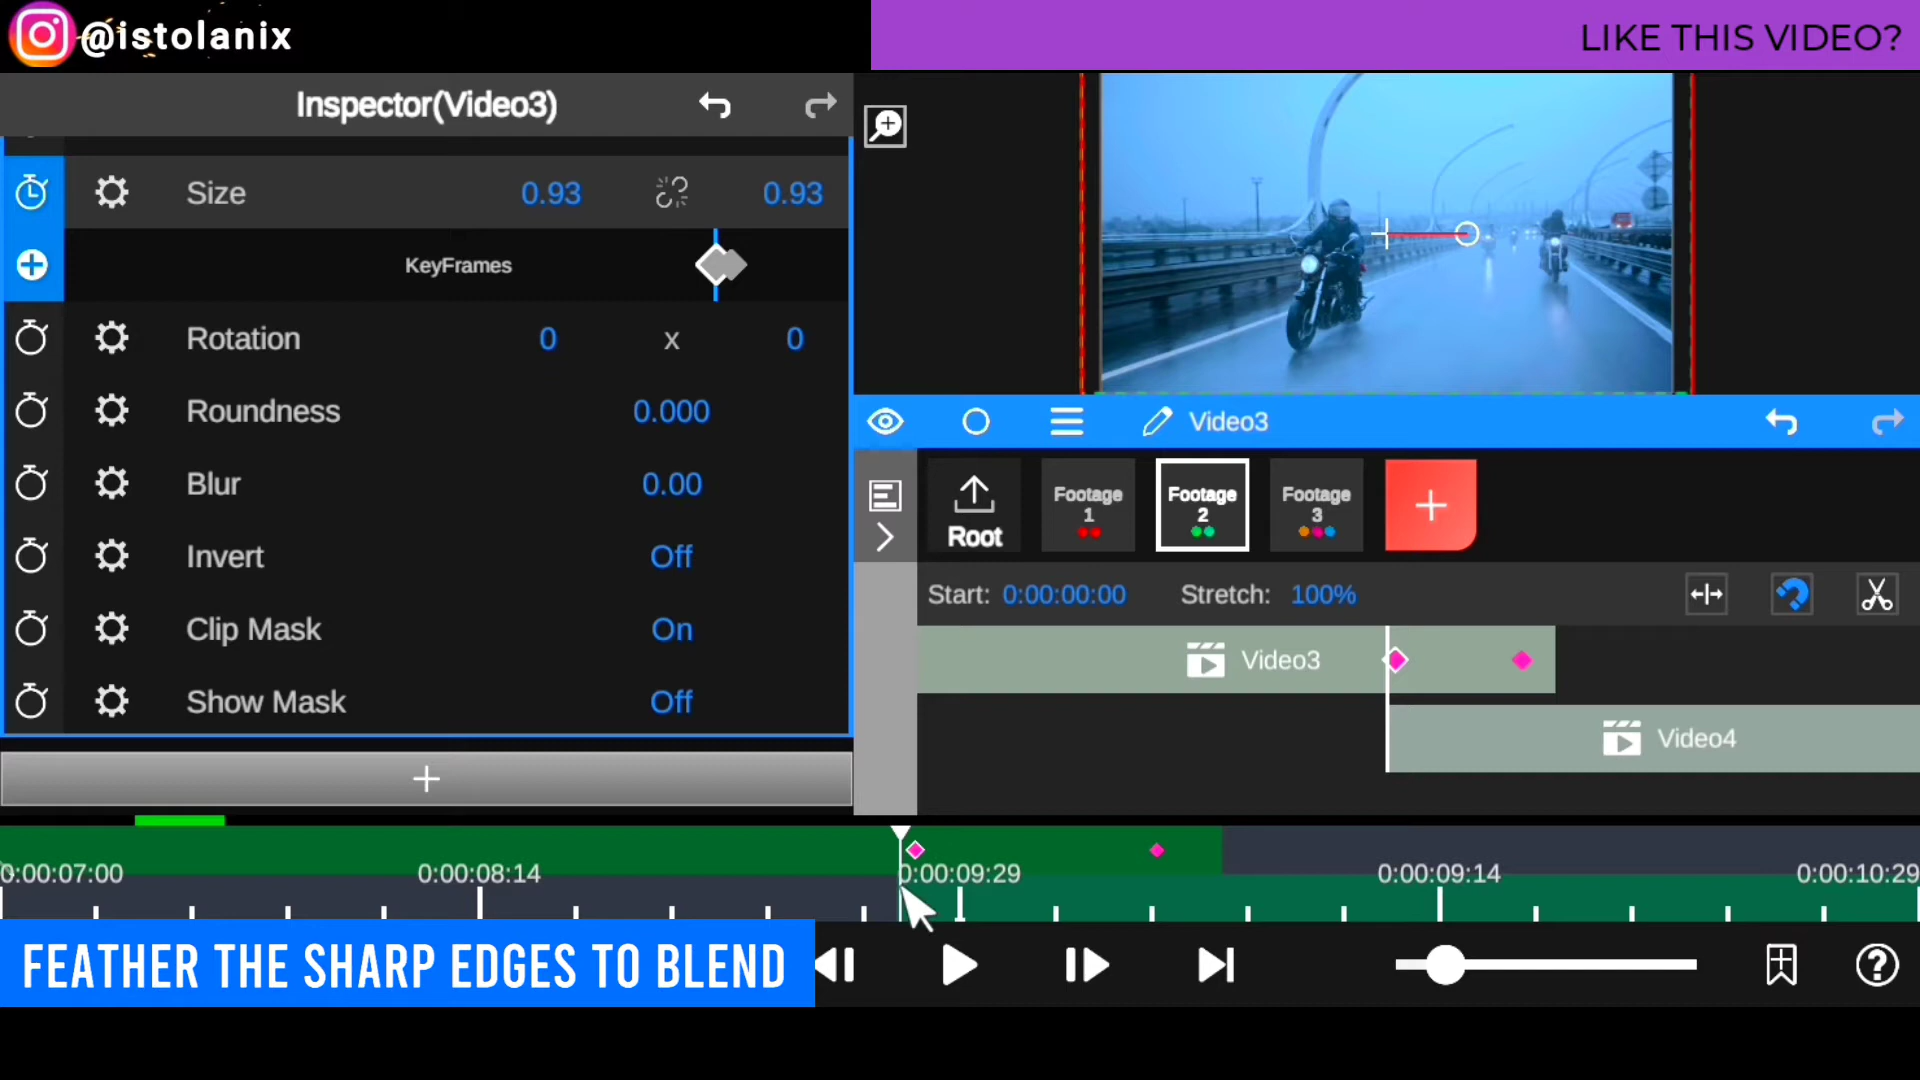 @istolanix
LIKE THIS VIDEO?
Inspector(Video3)
Size 0.93 0.93
KeyFrames
Rotation 0 x 0
Roundness 0.000
Blur 0.00
Invert Off
Clip Mask On
Show Mask Off
+
Video3
Root
Footage 1
Footage 2
Footage 3
+
Start: 0:00:00:00 Stretch: 100%
Video3
Video4
0:00:07:00 0:00:08:14 0:00:09:29 0:00:09:14 0:00:10:29
FEATHER THE SHARP EDGES TO BLEND